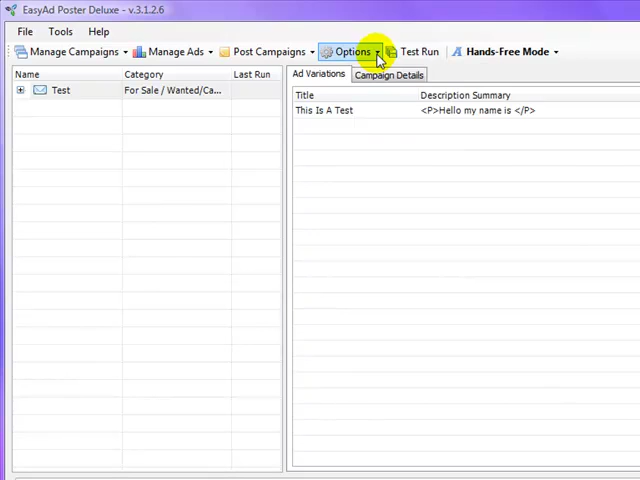 EasyAd Poster Deluxe - v.3.1.2.6
File Tools Help
Manage Campaigns Manage Ads Post Campaigns Options Test Run Hands-Free Mode
Name Category Last Run
Test For Sale / Wanted/Ca...
Ad Variations Campaign Details
Title Description Summary
This Is A Test <P>Hello my name is </P>